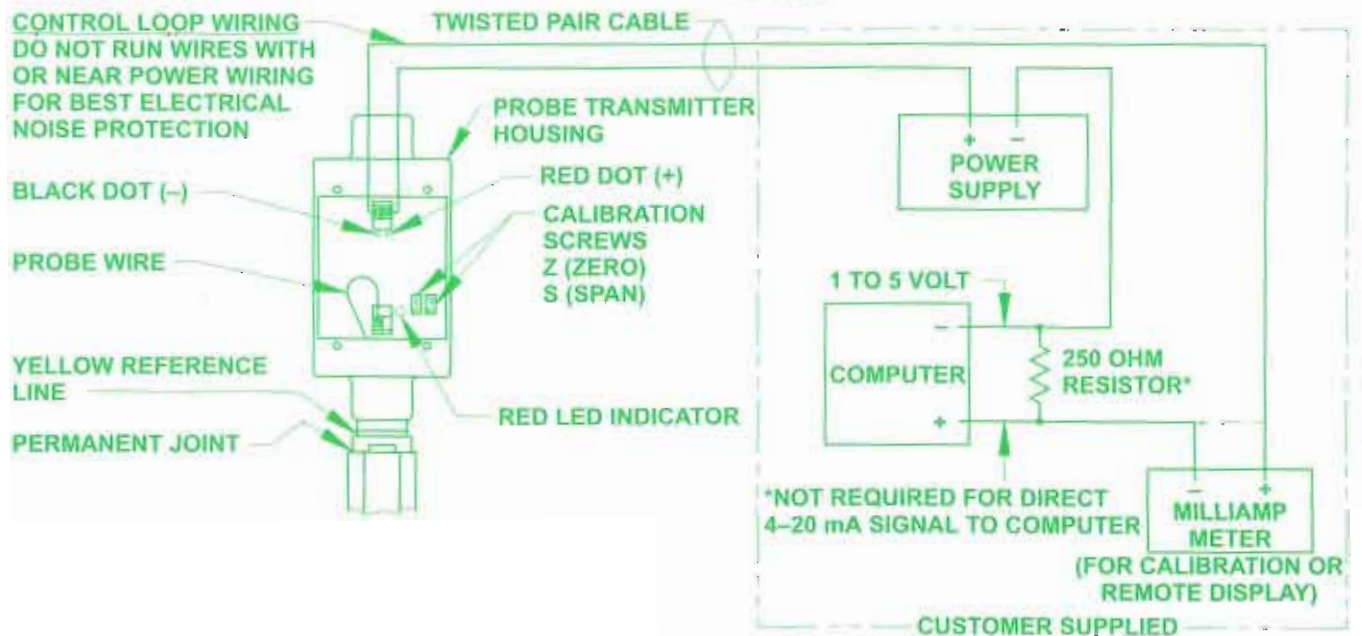 CONTROL LOOP WIRING
DO NOT RUN WIRES WITH
OR NEAR POWER WIRING
FOR BEST ELECTRICAL
NOISE PROTECTION
TWISTED PAIR CABLE
PROBE TRANSMITTER
HOUSING
BLACK DOT (–)
RED DOT (+)
CALIBRATION
SCREWS
Z (ZERO)
S (SPAN)
PROBE WIRE
YELLOW REFERENCE
LINE
RED LED INDICATOR
PERMANENT JOINT
+ –
POWER
SUPPLY
1 TO 5 VOLT
–
COMPUTER
+
250 OHM
RESISTOR*
*NOT REQUIRED FOR DIRECT
4–20 mA SIGNAL TO COMPUTER
– +
MILLIAMP
METER
(FOR CALIBRATION OR
REMOTE DISPLAY)
CUSTOMER SUPPLIED